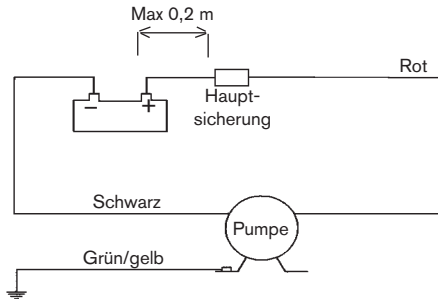 Max 0,2 m
Rot
Haupt-
sicherung
− +
Schwarz
Pumpe
Grün/gelb